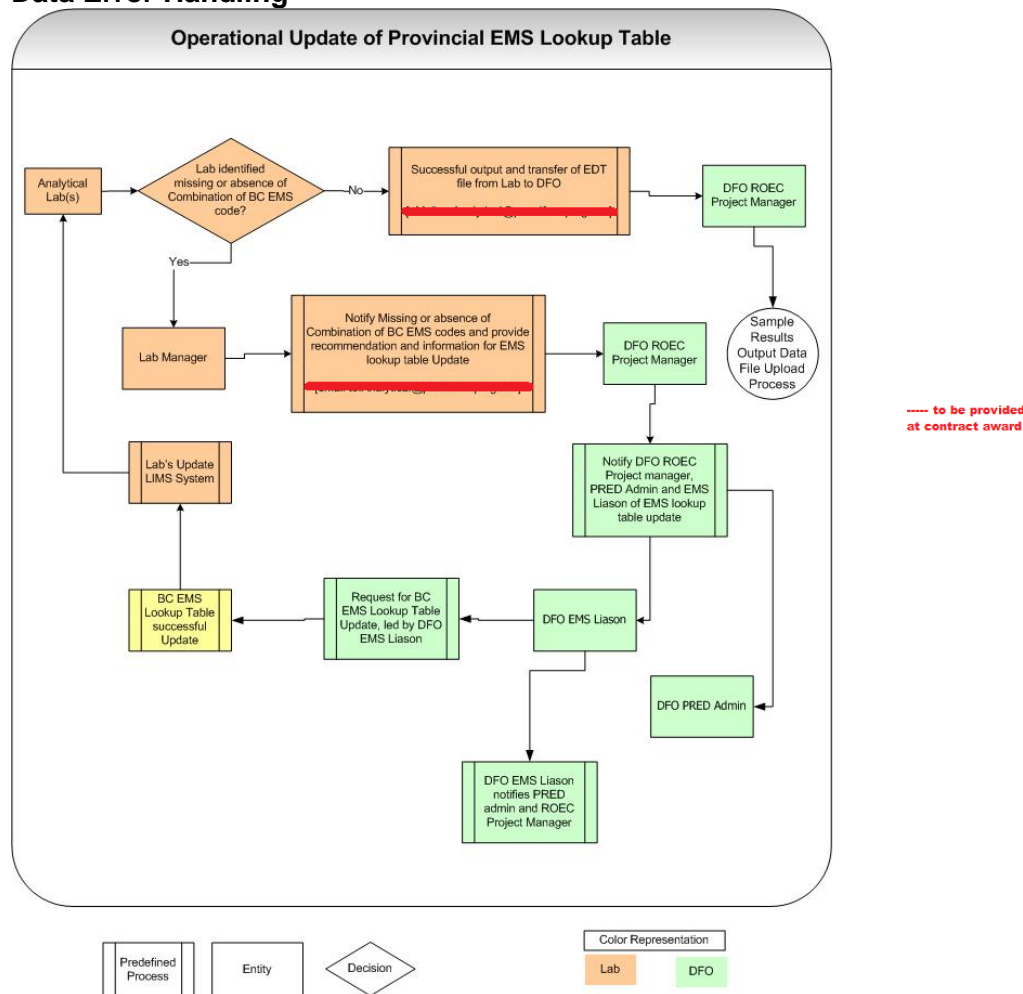 Data Error Handling
Operational Update of Provincial EMS Lookup Table
Analytical
Lab(s)
Lab identified
missing or absence of
Combination of BC EMS
code?
No
Successful output and transfer of EDT
file from Lab to DFO
DFO ROEC
Project Manager
Yes
Lab Manager
Notify Missing or absence of
Combination of BC EMS codes and provide
recommendation and information for EMS
lookup table Update
DFO ROEC
Project Manager
Sample
Results
Output Data
File Upload
Process
----- to be provided
at contract award
Lab's Update
LIMS System
Notify DFO ROEC
Project manager,
PRED Admin and EMS
Liason of EMS lookup
table update
BC EMS
Lookup Table
successful
Update
Request for BC
EMS Lookup Table
Update, led by DFO
EMS Liason
DFO EMS Liason
DFO PRED Admin
DFO EMS Liason
notifies PRED
admin and ROEC
Project Manager
Predefined
Process
Entity
Decision
Color Representation
Lab
DFO